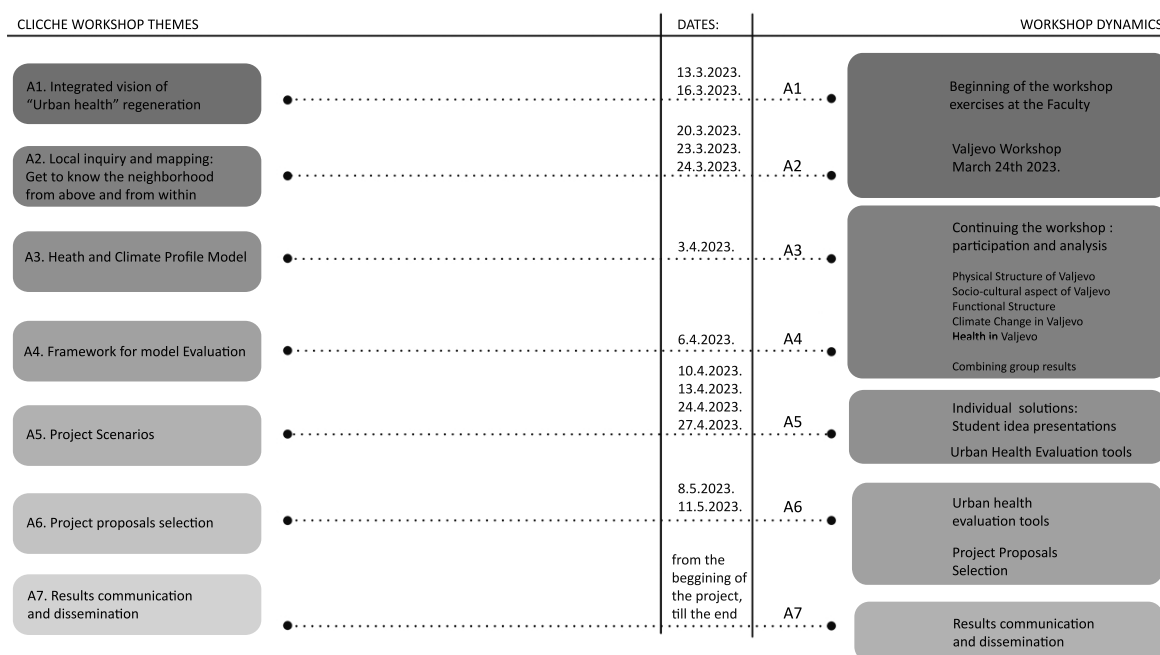 CLICCHE WORKSHOP THEMES
DATES:
WORKSHOP DYNAMICS
A1. Integrated vision of
“Urban health” regeneration
13.3.2023.
16.3.2023.
A1
Beginning of the workshop
exercises at the Faculty
A2. Local inquiry and mapping:
Get to know the neighborhood
from above and from within
20.3.2023.
23.3.2023.
24.3.2023.
A2
Valjevo Workshop
March 24th 2023.
A3. Heath and Climate Profile Model
3.4.2023.
A3
Continuing the workshop :
participation and analysis
Physical Structure of Valjevo
Socio-cultural aspect of Valjevo
Functional Structure
Climate Change in Valjevo
Health in Valjevo
Combining group results
A4. Framework for model Evaluation
6.4.2023.
A4
A5. Project Scenarios
10.4.2023.
13.4.2023.
24.4.2023.
27.4.2023.
A5
Individual solutions:
Student idea presentations
Urban Health Evaluation tools
A6. Project proposals selection
8.5.2023.
11.5.2023.
A6
Urban health
evaluation tools
Project Proposals
Selection
A7. Results communication
and dissemination
from the
beggining of
the project,
till the end
A7
Results communication
and dissemination